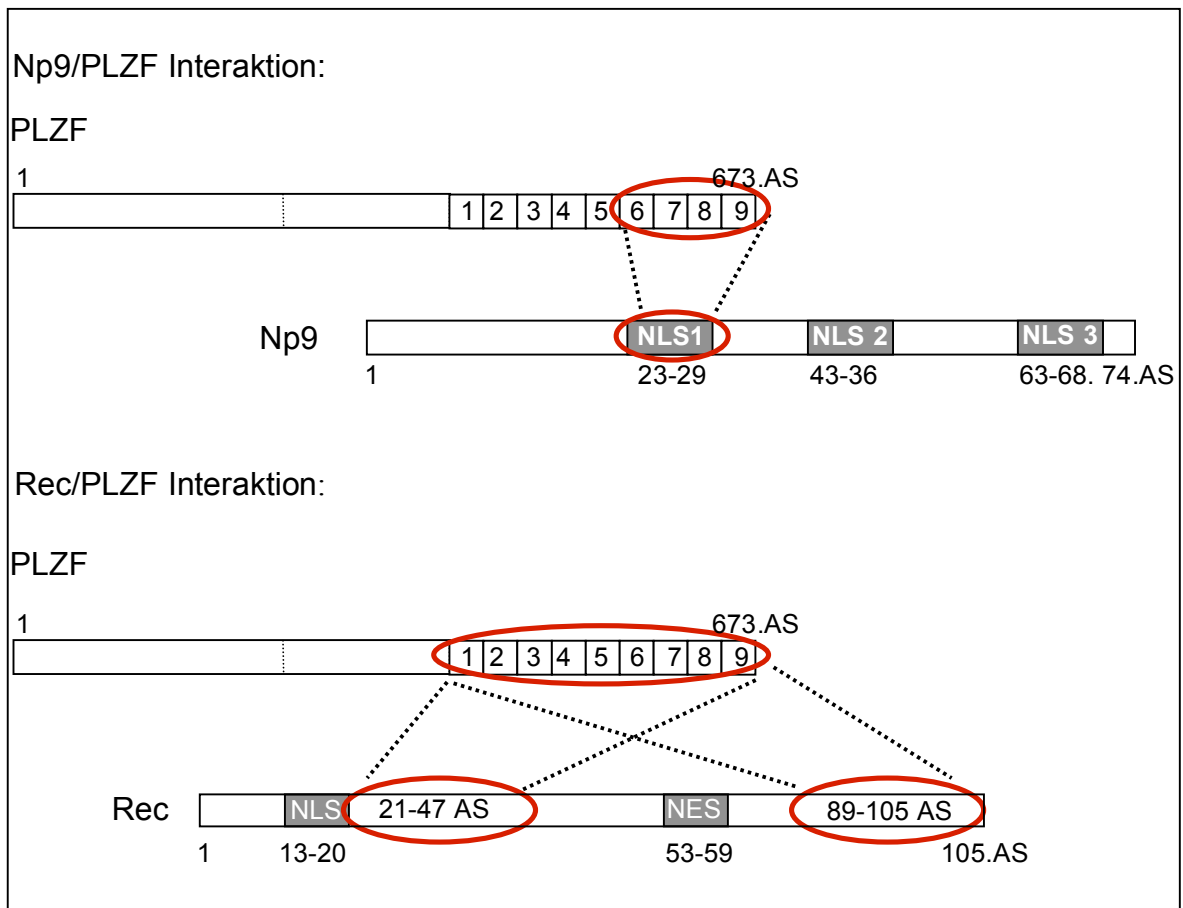 Np9/PLZF Interaktion:
PLZF
1 673.AS
1 2 3 4 5 6 7 8 9
Np9 NLS1 NLS 2 NLS 3
1 23-29 43-36 63-68. 74.AS
Rec/PLZF Interaktion:
PLZF
1 673.AS
1 2 3 4 5 6 7 8 9
Rec NLS 21-47 AS NES 89-105 AS
1 13-20 53-59 105.AS